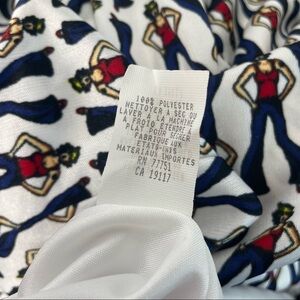 100% POLYESTER
NETTOYER A SEC OU
LAVER A LA MACHINE
A FROID ETENDRE A
PLAT POUR SECHER
FABRIQUE AUX
ETATS-UNIS
MATERIAUX IMPORTES
RN 77751
CA 19117